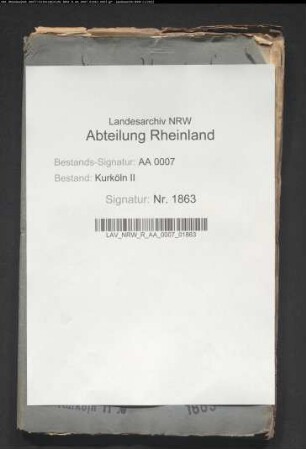 Landesarchiv NRW
Abteilung Rheinland
Bestands-Signatur: AA 0007
Bestand: Kurköln II
Signatur: Nr. 1863
LAV_NRW_R_AA_0007_01863